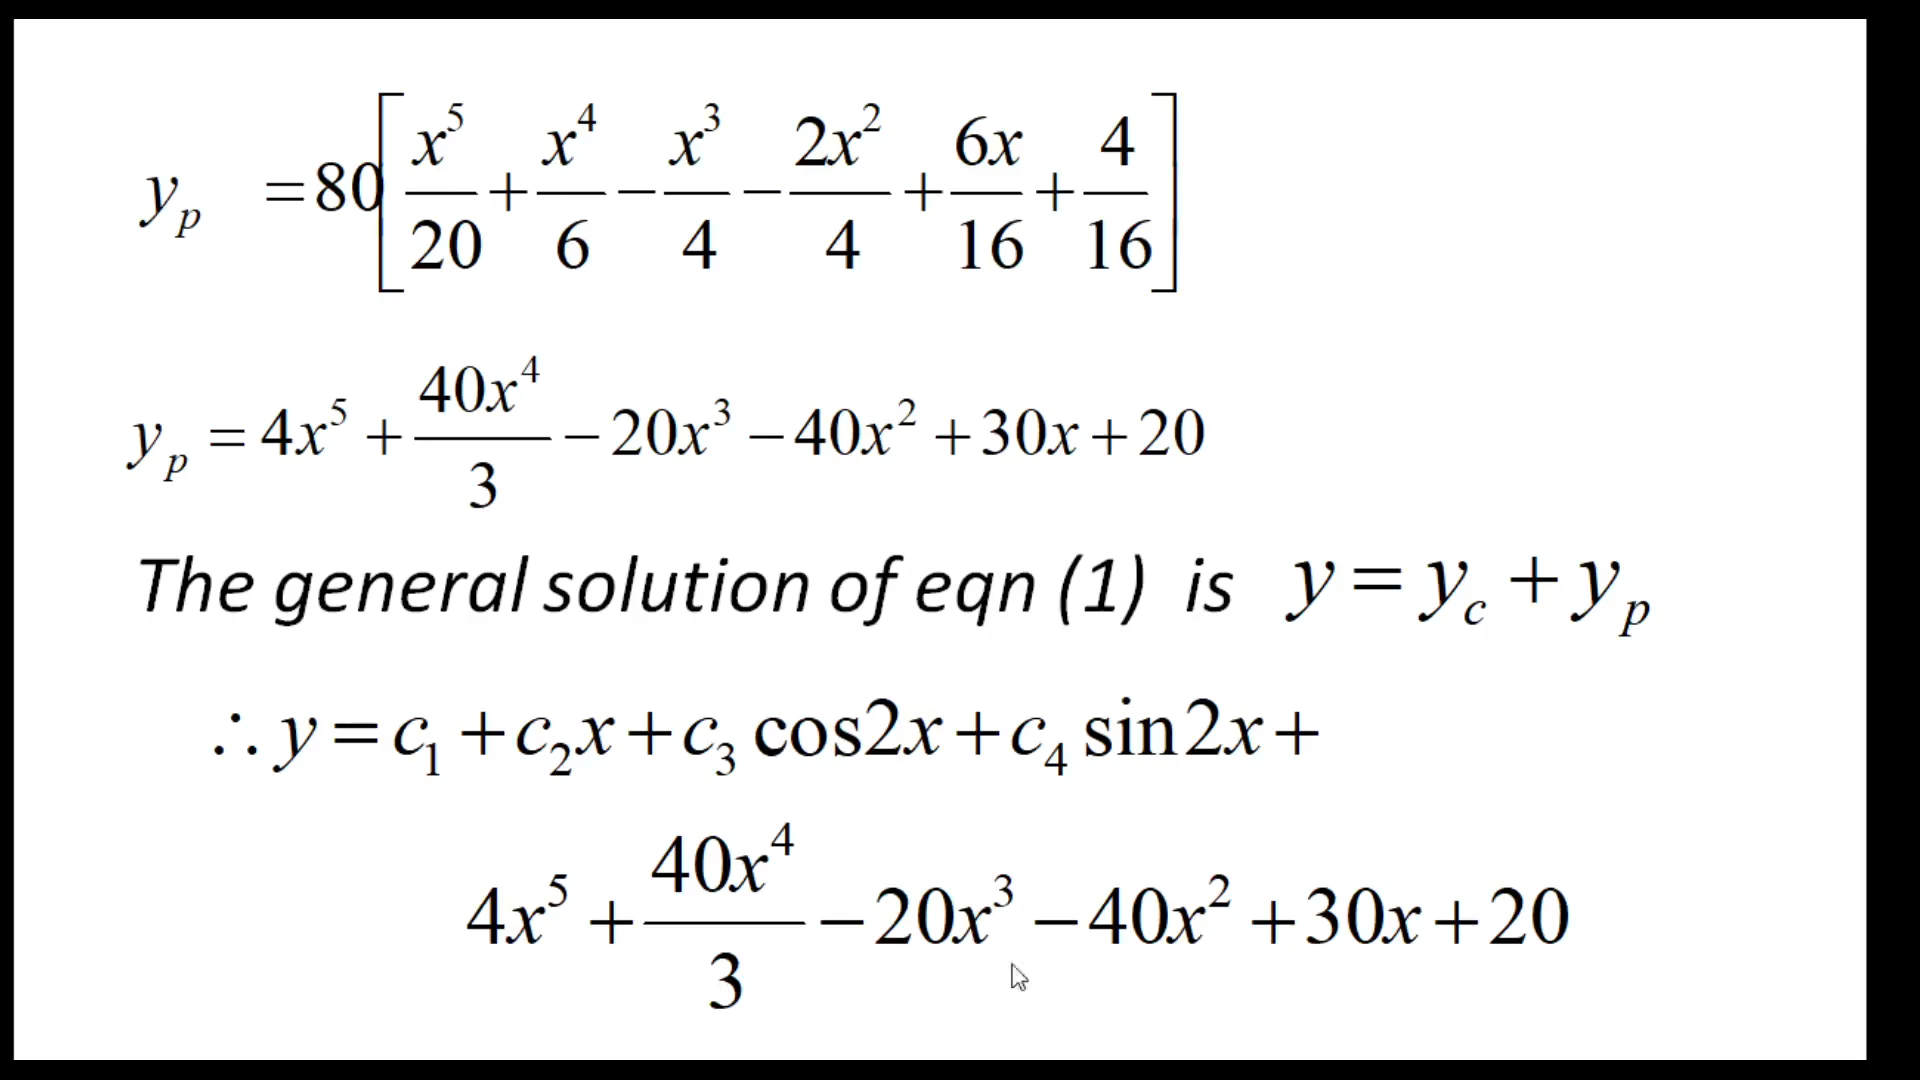 y_p = 80[x^5/20 + x^4/6 − x^3/4 − 2x^2/4 + 6x/16 + 4/16]
y_p = 4x^5 + 40x^4/3 − 20x^3 − 40x^2 + 30x + 20
The general solution of eqn (1) is y = y_c + y_p
∴ y = c_1 + c_2x + c_3 cos2x + c_4 sin2x +
4x^5 + 40x^4/3 − 20x^3 − 40x^2 + 30x + 20